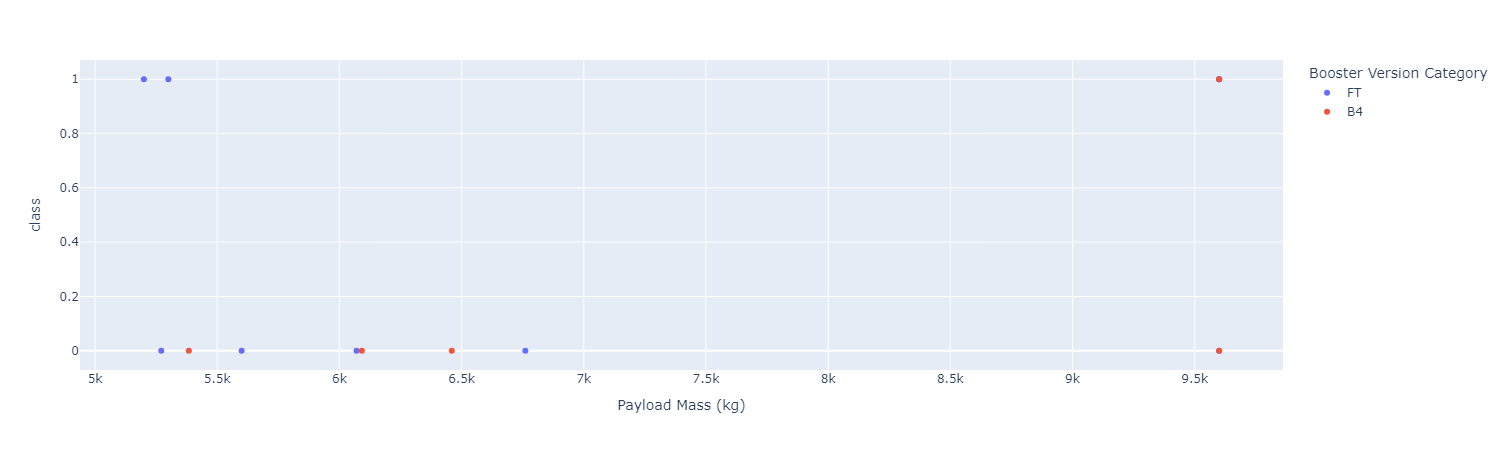 Booster Version Category
FT
B4
1
0.8
0.6
0.4
0.2
0
class
5k 5.5k 6k 6.5k 7k 7.5k 8k 8.5k 9k 9.5k
Payload Mass (kg)